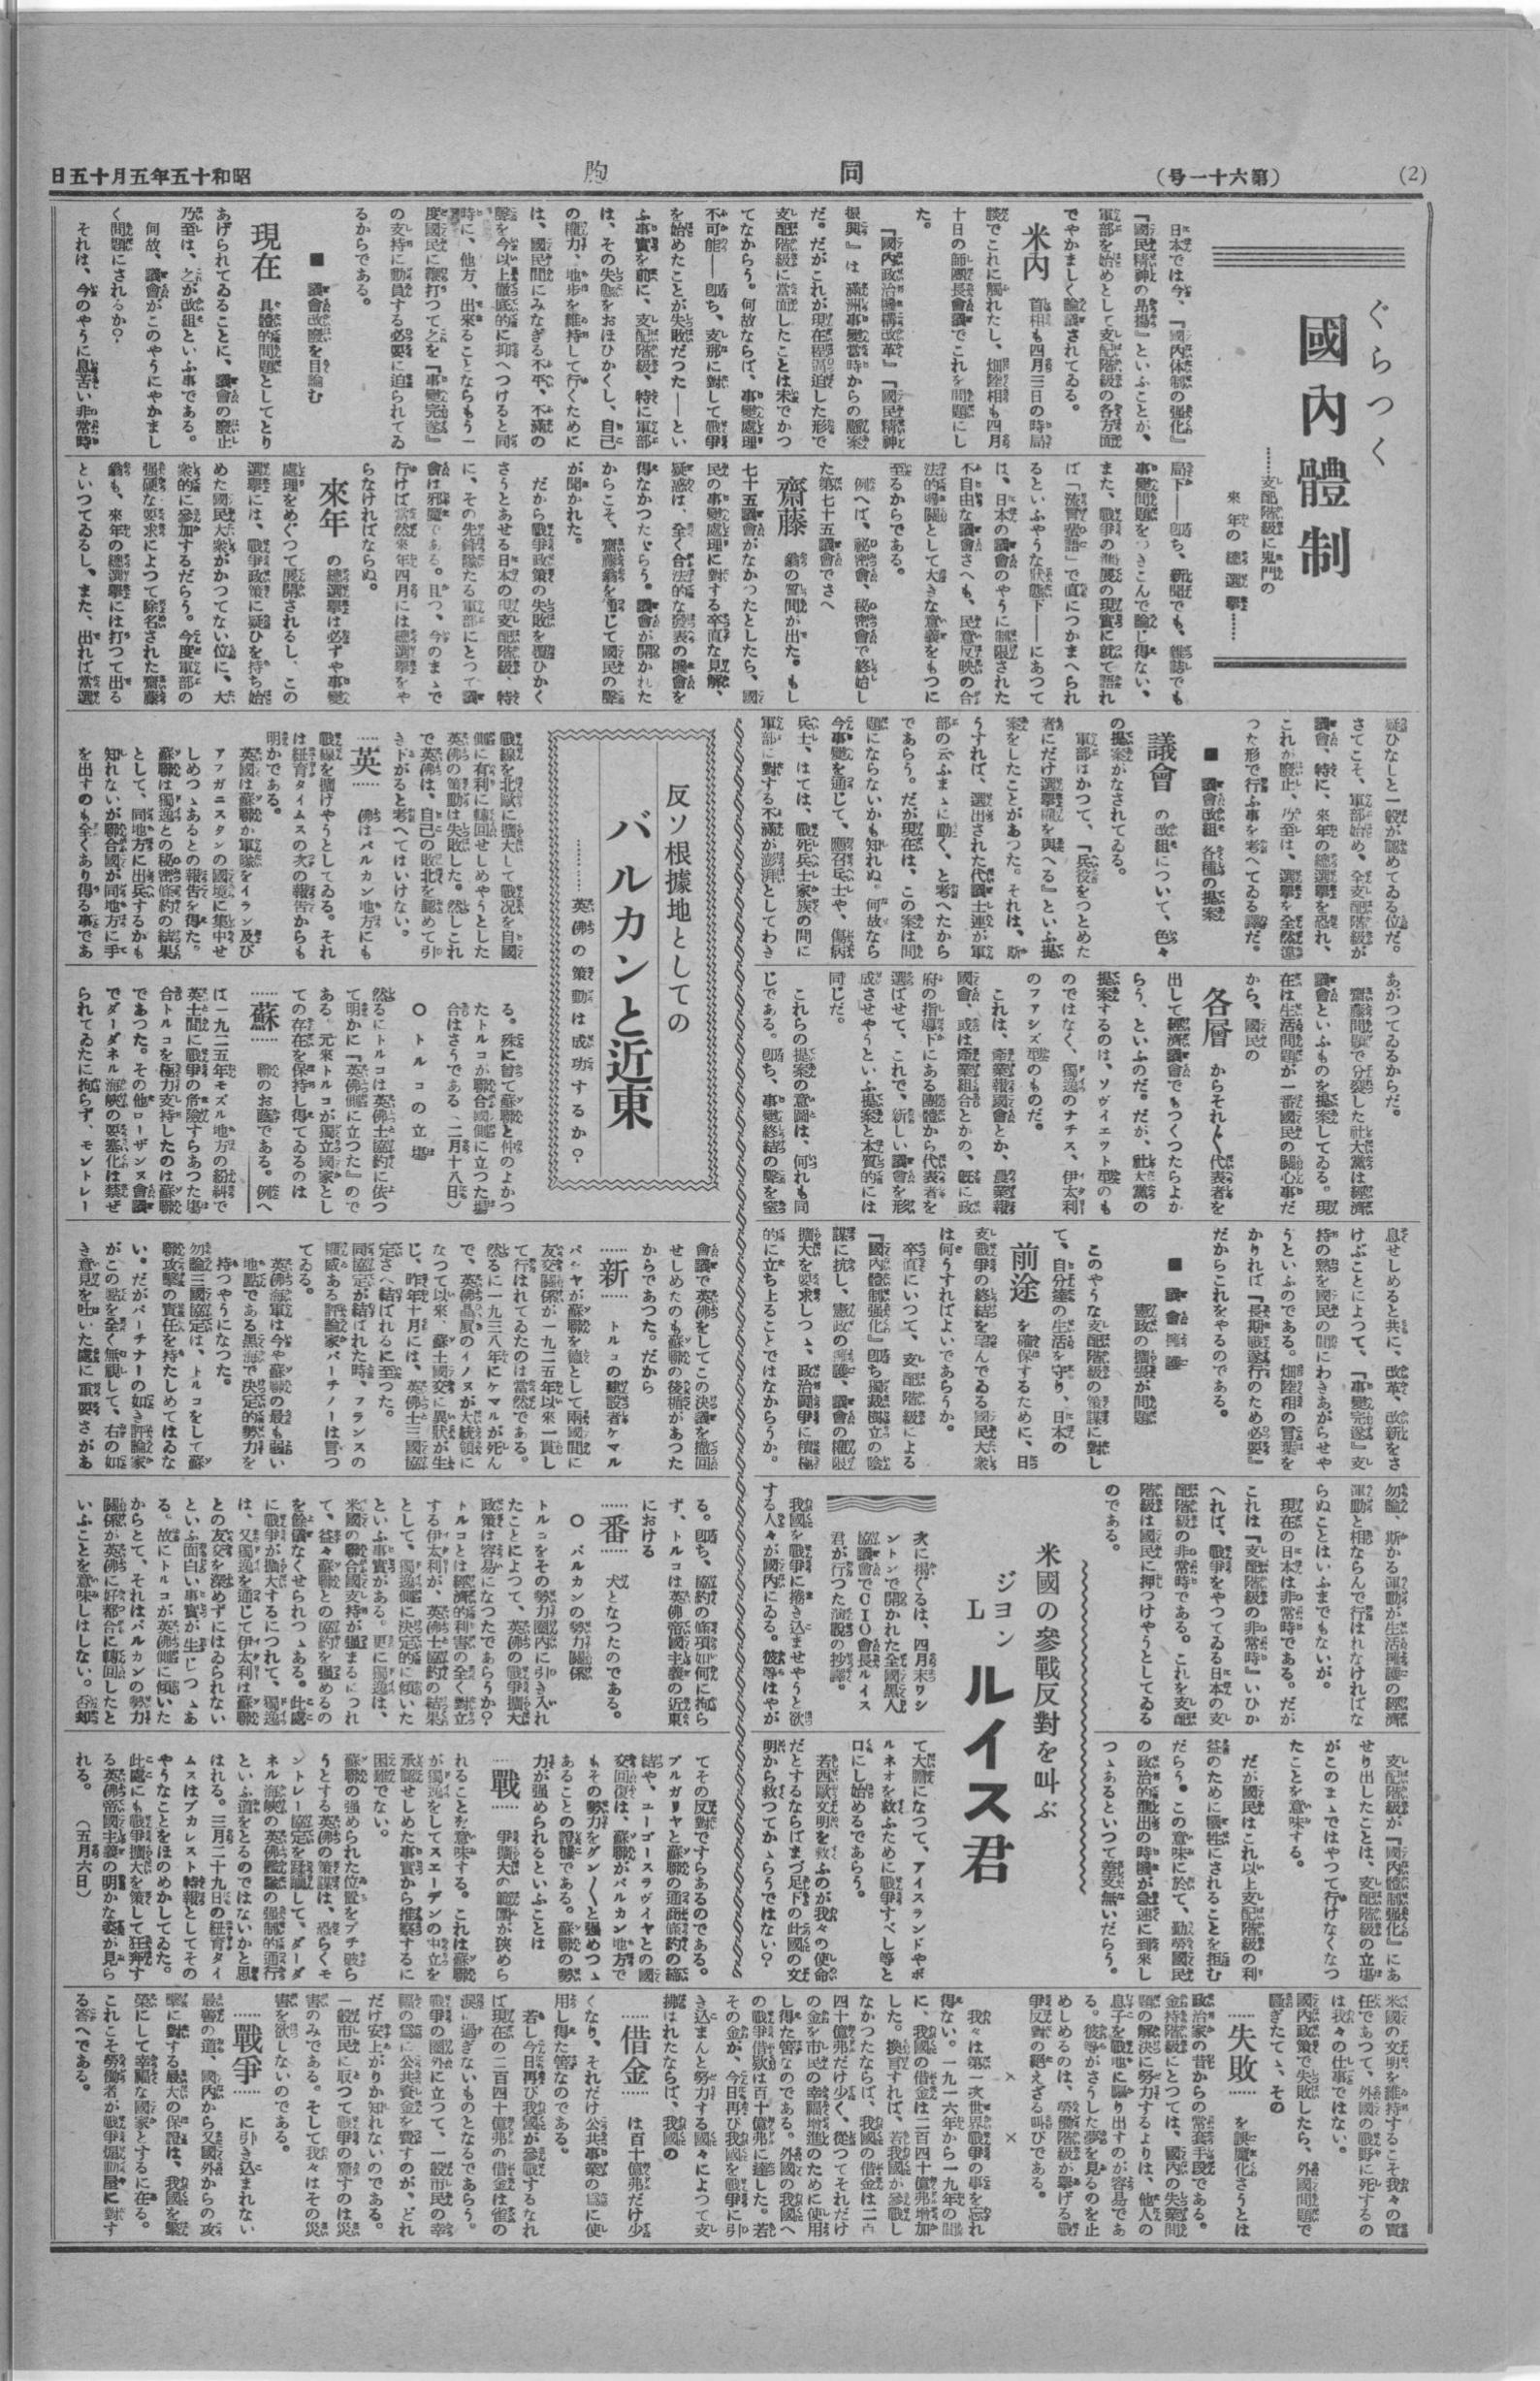 (2)
(第六十一号)
同胞
昭和十五年五月十五日
ぐらつく
國内體制
……支配階級に鬼門の
來年の總選擧……
日本では今、『國内体制の强化』
『國民精神の昂揚』といふことが、
軍部を始めとして支配階級の各方面
でやかましく論議されてゐる。
米内 首相も四月三日の時局
談でこれに觸れたし、畑陸相も四月
十日の師團長會議でこれを問題にし
た。
『國内政治機構改革』『國民精神
振興』は滿洲事變當時からの懸案
だ。だがこれが現在程逼迫した形で
支配階級に當面したことは未でかつ
てなからう。何故ならば、事變處理
不可能――卽ち、支那に對して戰爭
を始めたことが失敗だつた――とい
ふ事實を前に、支配階級、特に軍部
は、その失態をおほひかくし、自己
の權力、地步を維持して行くために
は、國民間にみなぎる不平、不滿の
聲を今以上徹底的に抑へつけると同
時に、他方、出來ることならもう一
度國民に鞭打つて之を『事變完遂』
の支持に動員する必要に迫られてゐ
るからである。
■ 議會改廢を目論む
現在 具體的問題としてとり
あげられてゐることに、議會の廢止
乃至は、之が改組といふ事である。
何故、議會がこのやうにやかまし
く問題にされるか?
それは、今のやうに息苦い非常時
局下――卽ち、新聞でも、雜誌でも
事變問題をつきこんで論じ得ない、
また、戰爭の進展の現實に就て語れ
ば「流言蜚語」で直につかまへられ
るといふやうな狀態下――にあつて
は、日本の議會のやうに制限された
不自由な議會さへも、民意反映の合
法的機關として大きな意義をもつに
至るからである。
例へば、祕密會、秘密會で終始し
た第七十五議會でさへ
齋藤 翁の質問が出た。もし
七十五議會がなかつたとしたら、國
民の事變處理に對する卒直な見解、
疑惑は、全く合法的な發表の機會を
得なかつたゞらう。議會が開かれた
からこそ、齋藤翁を通じて國民の聲
が聞かれた。
だから戰爭政策の失敗を覆ひかく
さうとあせる日本の現支配階級、特
に、その先鋒隊たる軍部にとつて議
會は邪魔である。且つ、今のまゝで
行けば當然來年四月には總選擧をや
らなければならぬ。
來年 の總選擧は必ずや事變
處理をめぐつて展開されるし、この
選擧には、戰爭政策に疑ひを持ち始
めた國民大衆がかつてない位に、大
衆的に參加するだらう。今度軍部の
强硬な要求によつて除名された齋藤
翁も、來年の總選擧には打つて出る
といつてゐるし、また、出れば當選
疑ひなしと一般が認めてゐる位だ。
さてこそ、軍部始め、全支配階級が
議會、特に、來年の總選擧を恐れ、
これが廢止、乃至は、選擧を全然違
つた形で行ふ事を考へてゐる譯だ。
■ 議會改組 各種の提案
議會 の改組について、色々
の提案がなされてゐる。
軍部はかつて、「兵役をつとめた
者にだけ選擧權を與へる」といふ提
案をしたことがあつた。それは、斯
うすれば、選出された代議士連が軍
部の云ふまゝに動く、と考へたから
であらう。だが現在は、この案は問
題にならないかも知れぬ。何故なら
今事變を通じて、應召兵士や、傷病
兵士、はては、戰死兵士家族の間に
軍部に對する不滿が澎湃としてわき
あがつてゐるからだ。
齋藤問題で分裂した社大黨は經濟
議會といふものを提案してゐる。現
在は生活問題が一番國民の關心事だ
から、國民の
各層 からそれ〲代表者を
出して經濟議會でもつくつたらよか
らう、といふのだ。だが、社大黨の
提案するのは、ソヴイエツト型のも
のではなく、獨逸のナチス、伊太利
のファシズ型のものだ。
これは、產業報國會とか、農業報
國會、或は產業組合とかの、旣に政
府の指導下にある團體から代表者を
選ばせて、これで、新しい議會を形
成させやうといふ提案と本質的には
同じだ。
これらの提案の意圖は、何れも同
じである。卽ち、事變終結の聲を窒
息せしめると共に、改革、改新をさ
けぶことによつて、「事變完遂」支
持の熱を國民の間にわきあがらせや
うといふのである。畑陸相の言葉を
かりれば「長期戰遂行のため必要」
だからこれをやるのである。
■ 議會擁護
憲政の擴張が問題
このやうな支配階級の策謀に對し
て、自分達の生活を守り、日本の
前途 を確保するために、日
支戰爭の終結を望んでゐる國民大衆
は何うすればよいであらうか。
卒直にいつて、支配階級による
『國内體制强化』卽ち獨裁樹立の陰
謀に抗し、憲政の擁護、議會の權限
擴大を要求しつゝ、政治鬪爭に積極
的に立ち上ることではなからうか。
勿論、斯かる運動が生活擁護の經濟
運動と相ならんで行はれなければな
らぬことはいふまでもないが。
現在の日本は非常時である。だが
これは『支配階級の非常時』いひか
へれば、戰爭をやつてゐる日本の支
配階級の非常時である。これを支配
階級は國民に押つけやうとしてゐる
のである。
支配階級が『國内體制强化』にあ
せり出したことは、支配階級の立場
がこのまゝではやつて行けなくなつ
たことを意味する。
だが國民はこれ以上支配階級の利
益のために犧牲にされることを拒む
だらう。この意味に於て、勤勞國民
の政治的進出の時機が急速に到來し
つゝあるといつて差支無いだらう。
反ソ根據地としての
バルカンと近東
………英佛の策動は成功するか?
戰線を北歐に擴大して戰況を自國
側に有利に轉回せしめやうとした
英佛の策動は失敗した。然しこれ
で英佛は、自己の敗北を認めて引
き下がると考へてはいけない。
……英…… 佛はバルカン地方にも
戰線を擴げやうとしてゐる。それ
は紐育タイムスの次の報告からも
明かである。
英國は蘇聯が軍隊をイラン及び
アフガニスタンの國境に集中せ
しめつゝあるとの報告を得た。
蘇聯は獨逸との秘密條約の結果
として、同地方に出兵するかも
知れないが聯合國が同地方に手
を出すのも全くあり得る事であ
る。殊に曾て蘇聯と仲のよかつ
たトルコが聯合國側に立つた場
合はさうである(二月十八日)
○ トルコの立場
然るにトルコは英佛士協約に依つ
て明かに『英佛側に立つた』ので
ある。元來トルコが獨立國家とし
ての存在を保持し得てゐるのは
……蘇…… 聯のお蔭である。例へ
ば一九二五年モズル地方の紛糾で
英土間に戰爭の危險すらあつた場
合トルコを極力支持したのは蘇聯
であつた。その他ローザンヌ會議
でダーダネル海峽の要塞化は禁ぜ
られてゐたに拘らず、モントレー
會議で英佛をしてこの決議を撤回
せしめたのも蘇聯の後楯があつた
からであつた。だから
……新…… トルコの建設者ケマル
パシヤが蘇聯を德として兩國間に
友交關係が一九二五年以來一貫し
て行はれてゐたのは當然である。
然るに一九三八年にケマルが死ん
で、英佛贔屓のイノヌが大統領に
なつて以來、蘇土國交に異狀が生
じ、昨年十月には、英佛士三國協
定さへ結ばれるに至つた。
同協定が結ばれた時、フランスの
權威ある評論家パーチノーは曾つ
てゐる。
英佛海軍は今や蘇聯の最も弱い
地點である黑海で決定的勢力を
持つやうになつた。
勿論三國協定は、トルコをして蘇
聯攻擊の責任を持たしめてはゐな
い。だがパーチナーの如き評論家
がこの點を全く無視して、右の如
き意見を吐いた處に重要さがあ
る。卽ち、協約の條項如何に拘ら
ず、トルコは英佛帝國主義の近東
における
……番…… 犬となつたのである。
○ バルカンの勢力關係
トルコをその勢力圏内に引き入れ
たことによつて、英佛の戰爭擴大
政策は容易になつたであらうか?
トルコとは經濟的利害の全く對立
する伊太利が、英佛士協約の結果
として、獨逸側に決定的に傾いた
といふ事實がある。更に獨逸は、
米國の聯合國支持が强まるにつれ
て、益々蘇聯との協約を强めるの
を餘儀なくせられつゝある。此處
に戰爭が擴大するにつれて、獨逸
は、又獨逸を通じて伊太利は蘇聯
との友交を深めずにはゐられない
といふ面白い事實が生じつゝあ
る。故にトルコが英佛側に傾いた
からとて、それはバルカンの勢力
關係が英佛に好都合に轉回したと
いふことを意味しはしない。否却
てその反對ですらあるのである。
ブルガリヤと蘇聯の通商條約の締
結や、ユーゴースラヴイヤとの國
交回復は、蘇聯がバルカン地方で
もその勢力をグン〱と强めつゝ
あることの證據である。蘇聯の勢
力が强められるといふことは
……戰…… 爭擴大の範圍が狹めら
れることを意味する。これは蘇聯
が獨逸をしてスエーデンの中立を
承認せしめた事實から推察するに
困難でない。
蘇聯の强められた位置をブチ破ら
うとする英佛の策謀は、恐らくモ
ントレー協定を蹂躪して、ダーダ
ネル海峽の英佛艦隊の强制的通行
といふ道をとるのではないかと思
はれる。三月二十九日の紐育タイ
ムスはブカレスト特報としてその
やうなことをほのめかしてゐた。
此處にも戰爭擴大を策して狂奔す
る英佛帝國主義の明かな姿が見ら
れる。 (五月六日)
米國の參戰反對を叫ぶ
ジヨン
L
ルイス君
次に揭ぐるは、四月末ワシ
ントンで開かれた全國黑人
協議會でCIO會長ルイス
君が行つた演說の抄譯。
我國を戰爭に捲き込ませやうと欲
する人々が國内にゐる。彼等はやが
て大膽になつて、アイスランドやボ
ルネオを救ふために戰爭すべし等と
口にし始めるであらう。
若西歐文明を救ふのが我々の使命
だとするならばまづ足下の此國の文
明から救つてかゝらうではない?
米國の文明を維持するこそ我々の責
任であつて、外國の戰野に死するの
は我々の仕事ではない。
國内政策で失敗したら、外國問題で
騷ぎたて、その
……失敗…… を誤魔化さうとは
政治家の昔からの常套手段である。
金持階級にとつては、國内の失業問
題の解決に努力するよりは、他人の
息子を戰地に驅り出すのが容易であ
る。彼等がさうした夢を見るのを止
めしめるのは、勞働階級が擧げる戰
爭反對の絕えざる叫びである。
× ×
我々は第一次世界戰爭の事を忘れ
得ない。一九一六年から一九年の間
に、我國の借金は二百四十億弗增加
した。換言すれば、若我國が參戰し
なかつたならば、我國の借金は二百
四十億弗だけ少く、從つてそれだけ
の金を市民の幸福增進のために使用
し得た筈なのである。外國の我國へ
の戰爭借欵は百十億弗に達した。若
その金が、今日再び我國を戰爭に引
き込まんと努力する國々によつて支
拂はれたならば、我國の
……借金…… は百十億弗だけ少
くなり、それだけ公共事業の爲に使
用し得た筈なのである。
若し今日再び我國が參戰するなれ
ば現在の二百四十億弗の借金は雀の
淚に過ぎないものとなるであらう。
戰爭の圈外に立つて、一般市民の幸
福の爲に公共資金を費すのが、どれ
だけ安上がりか知れないのである。
一般市民に取つて戰爭の齎すのは災
害のみである。そして我々はその災
害を欲しないのである。
……戰爭…… に引き込まれない
最善の道、國内から又國外からの攻
擊に對する最大の保證は、我國を繁
榮にして幸福な國家とするに在る。
これこそ勞働者が戰爭煽動屋に對す
る答へである。